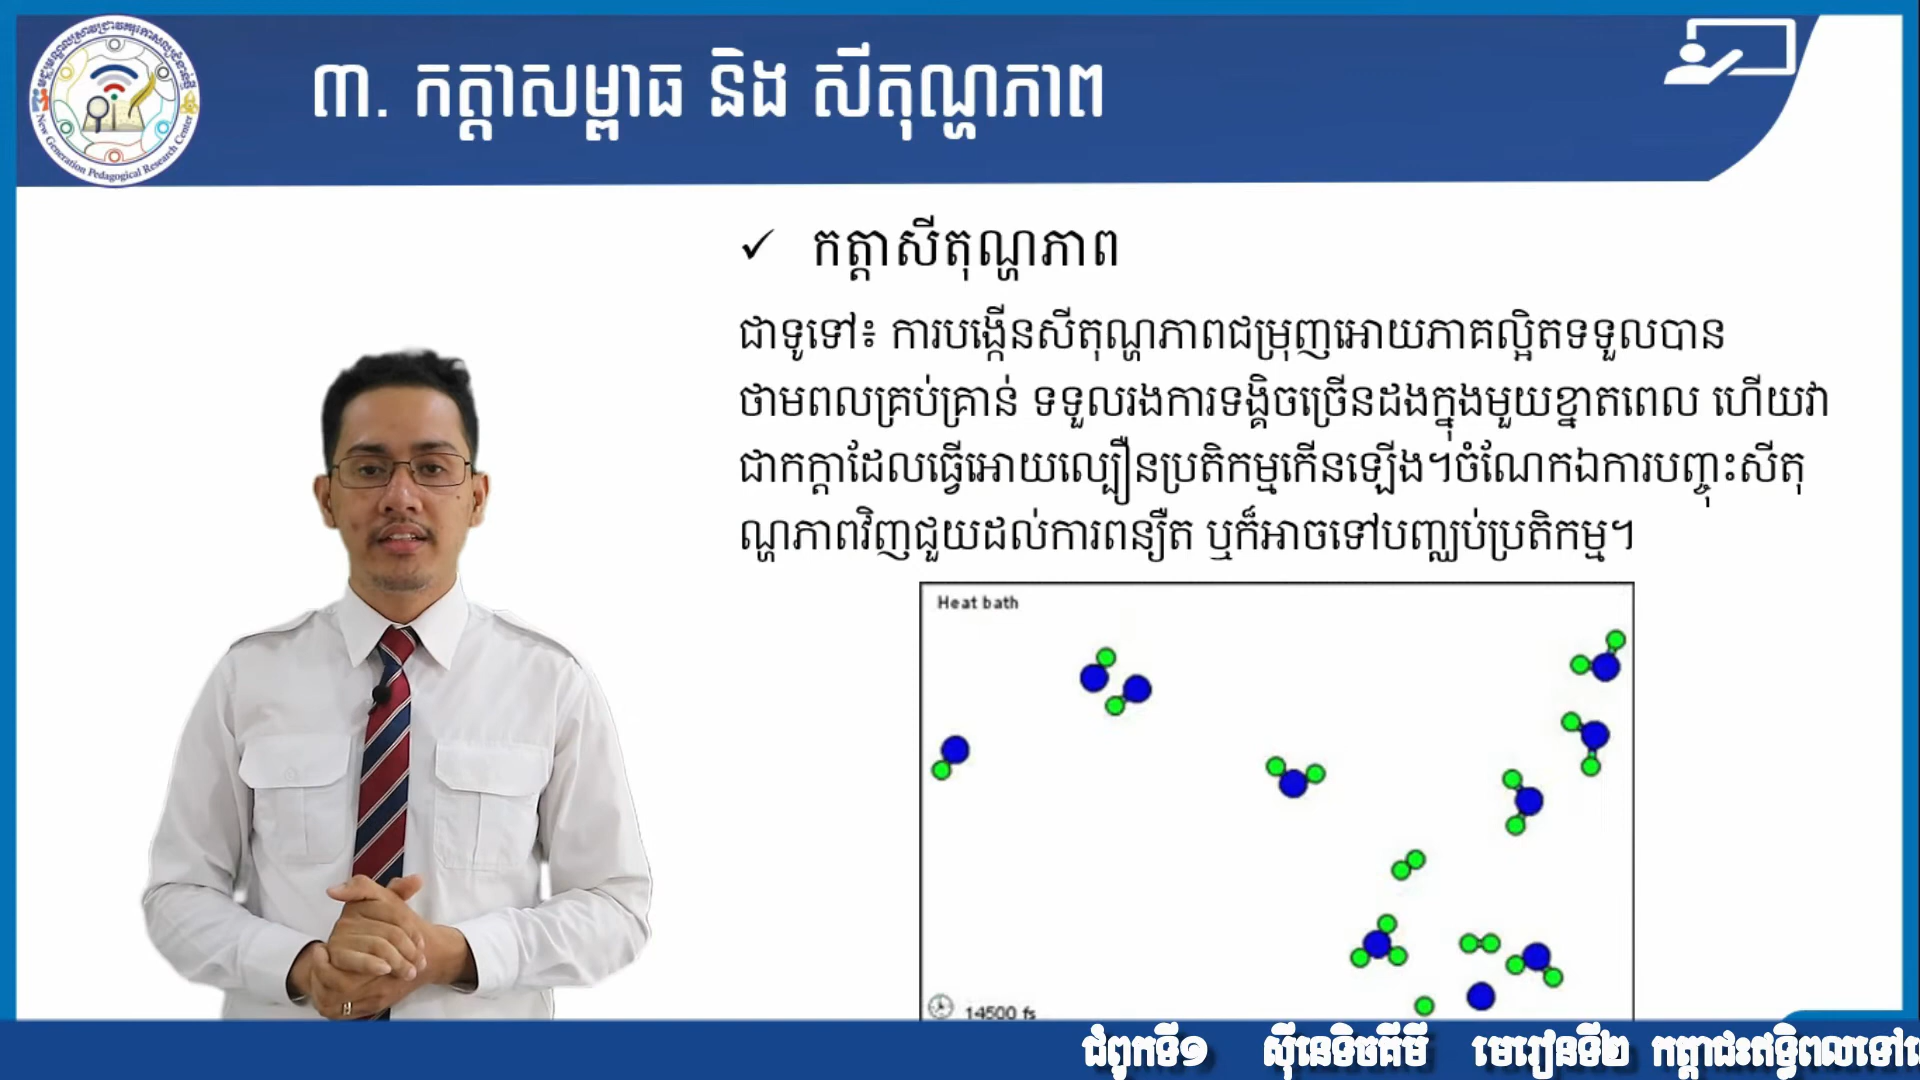 ៣. កត្តាសម្ពាធ និង សីតុណ្ហភាព
New Generation Pedagogical Research Center
✓ កត្តាសីតុណ្ហភាព
ជាទូទៅ៖ ការបង្កើនសីតុណ្ហភាពជម្រុញអោយភាគល្អិតទទួលបាន
ថាមពលគ្រប់គ្រាន់ ទទួលរងការទង្គិចច្រើនដងក្នុងមួយខ្នាតពេល ហើយវា
ជាកក្តាដែលធ្វើអោយល្បឿនប្រតិកម្មកើនឡើង។ចំណែកឯការបញ្ចុះសីតុ
ណ្ហភាពវិញជួយដល់ការពន្យឺត ឬក៏អាចទៅបញ្ឈប់ប្រតិកម្ម។
Heat bath
14500 fs
ជំពូកទី១ ស៊ីនេទិចគីមី មេរៀនទី២ កត្តាជះឥទ្ធិពលទៅ